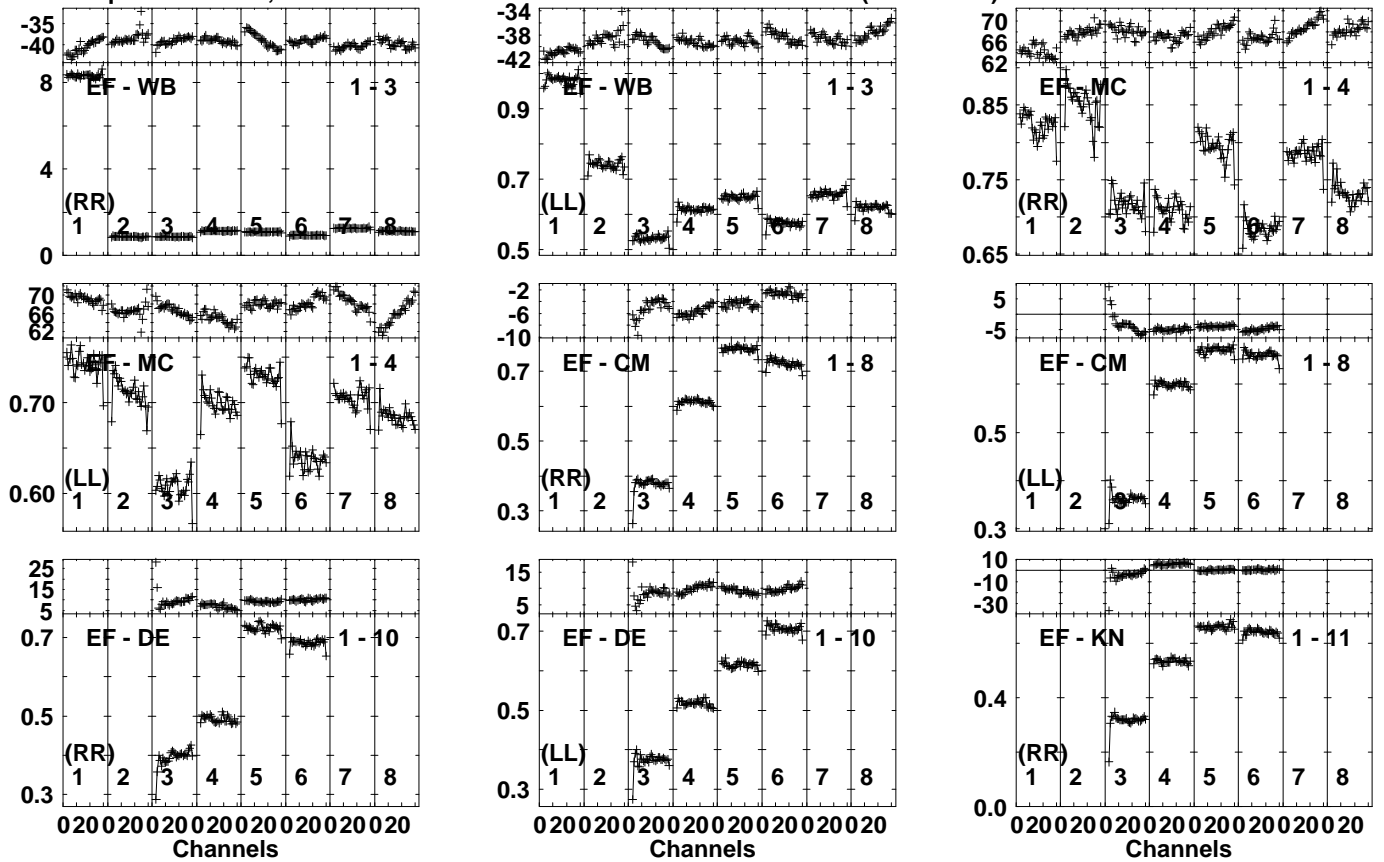 -35
-40
8
4
0
EF - WB 1 - 3
(RR)
1 2 3 4 5 6 7 8
-34
-38
-42
0.9
0.7
0.5
EF - WB 1 - 3
(LL)
1 2 3 4 5 6 7 8
70
66
62
0.85
0.75
0.65
EF - MC 1 - 4
(RR)
1 2 3 4 5 6 7 8
70
66
62
0.70
0.60
EF - MC 1 - 4
(LL)
1 2 3 4 5 6 7 8
-2
-6
-10
0.7
0.5
0.3
EF - CM 1 - 8
(RR)
1 2 3 4 5 6 7 8
5
-5
0.5
0.3
EF - CM 1 - 8
(LL)
1 2 3 4 5 6 7 8
25
15
5
0.7
0.5
0.3
EF - DE 1 - 10
(RR)
1 2 3 4 5 6 7 8
0 20 0 20 0 20 0 20 0 20 0 20 0 20 0 20
Channels
15
5
0.7
0.5
0.3
EF - DE 1 - 10
(LL)
1 2 3 4 5 6 7 8
0 20 0 20 0 20 0 20 0 20 0 20 0 20 0 20
Channels
10
-10
-30
0.4
0.0
EF - KN 1 - 11
(RR)
1 2 3 4 5 6 7 8
0 20 0 20 0 20 0 20 0 20 0 20 0 20 0 20
Channels